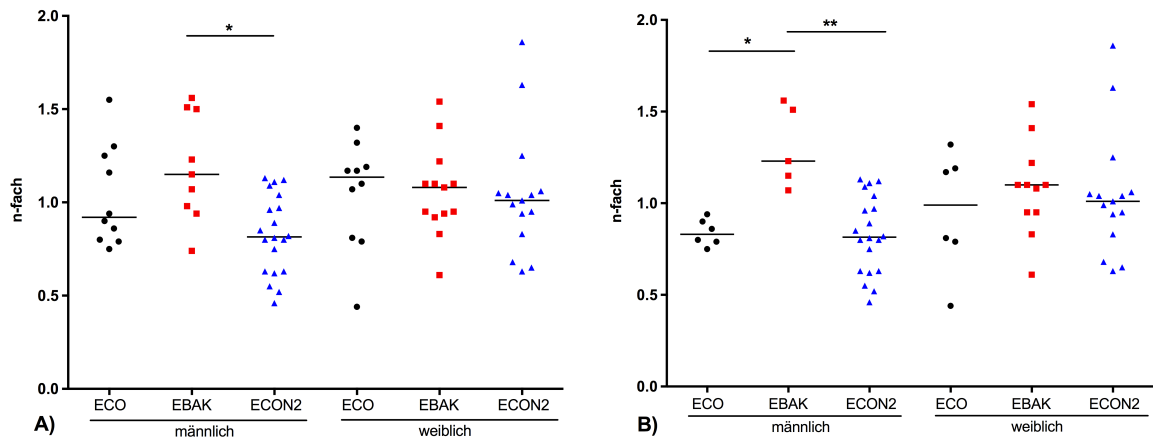 *
2.0
1.5
1.0
0.5
0.0
n-fach
ECO EBAK ECON2 ECO EBAK ECON2
männlich weiblich
A)
* **
2.0
1.5
1.0
0.5
0.0
n-fach
ECO EBAK ECON2 ECO EBAK ECON2
männlich weiblich
B)